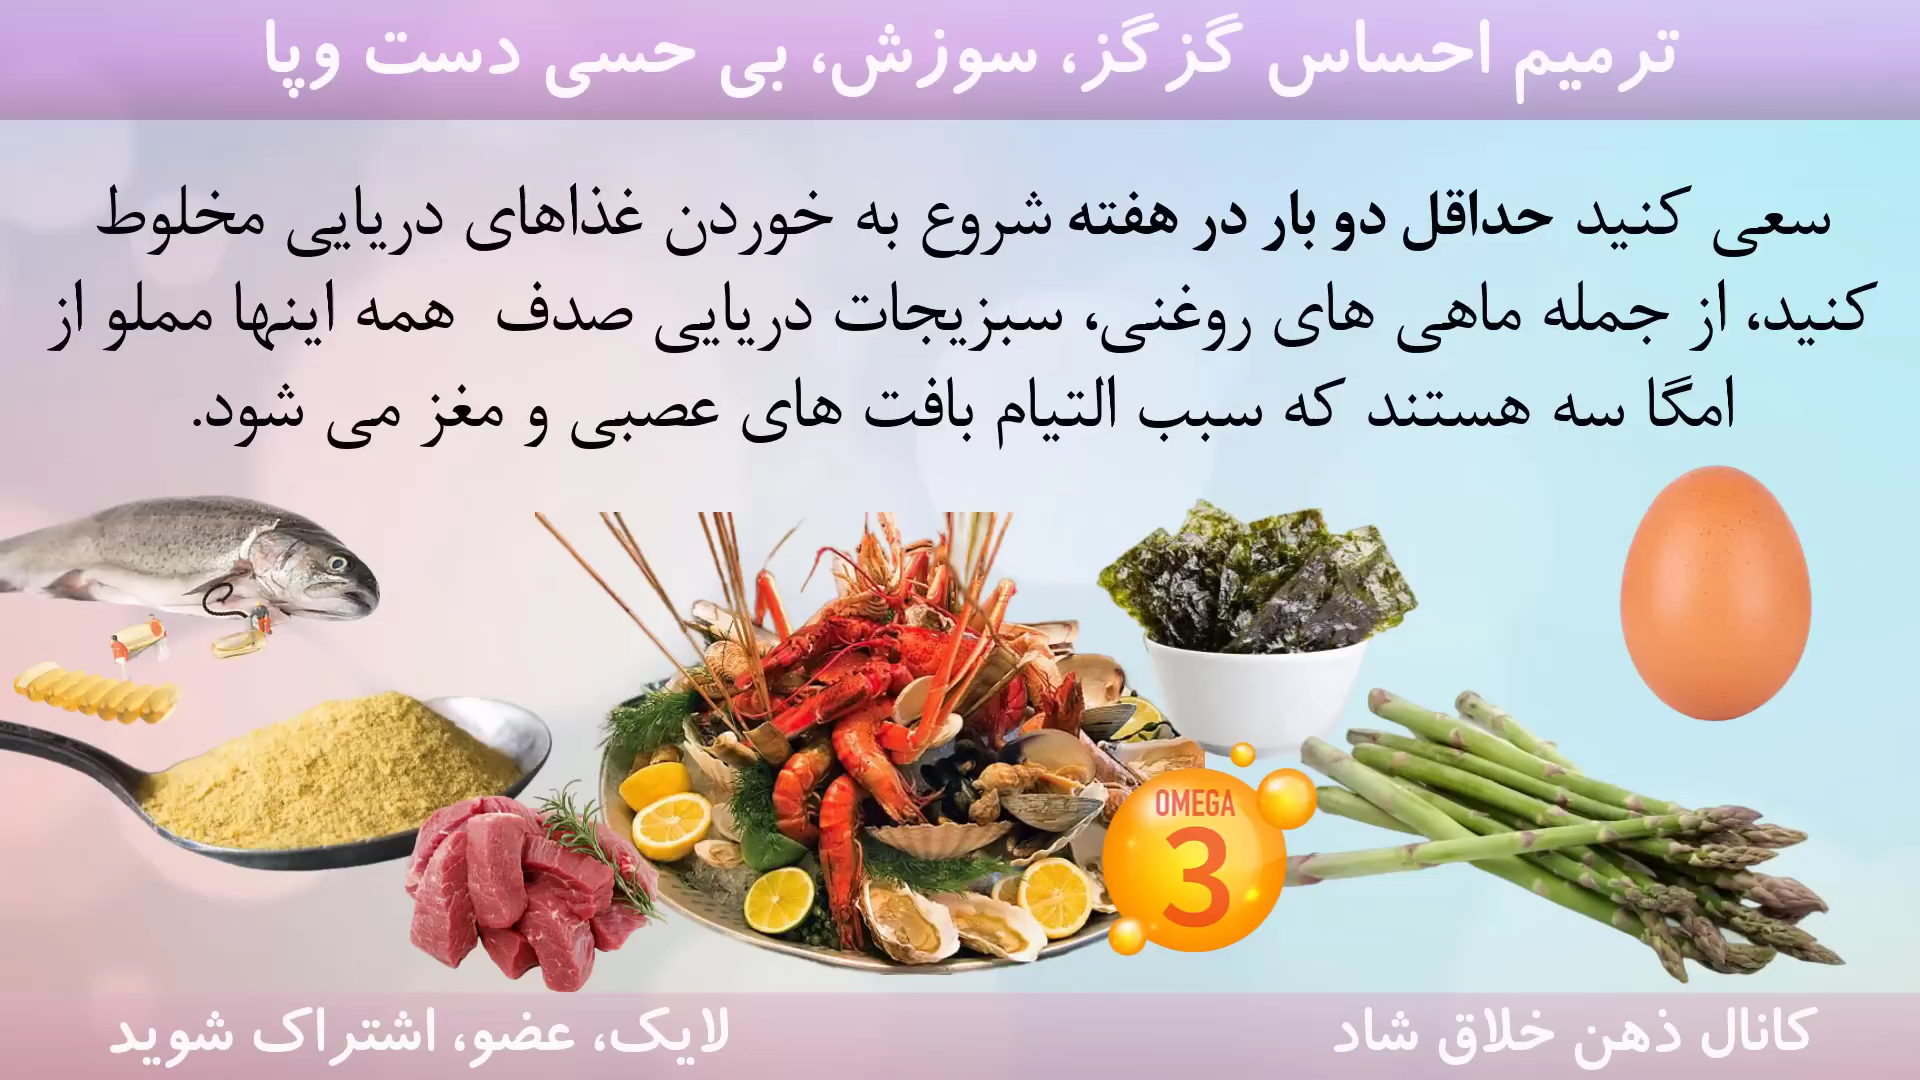 ترمیم احساس گزگز، سوزش، بی حسی دست وپا
سعی کنید حداقل دو بار در هفته شروع به خوردن غذاهای دریایی مخلوط
کنید، از جمله ماهی های روغنی، سبزیجات دریایی صدف همه اینها مملو از
امگا سه هستند که سبب التیام بافت های عصبی و مغز می شود.
OMEGA
3
کانال ذهن خلاق شاد
لایک، عضو، اشتراک شوید